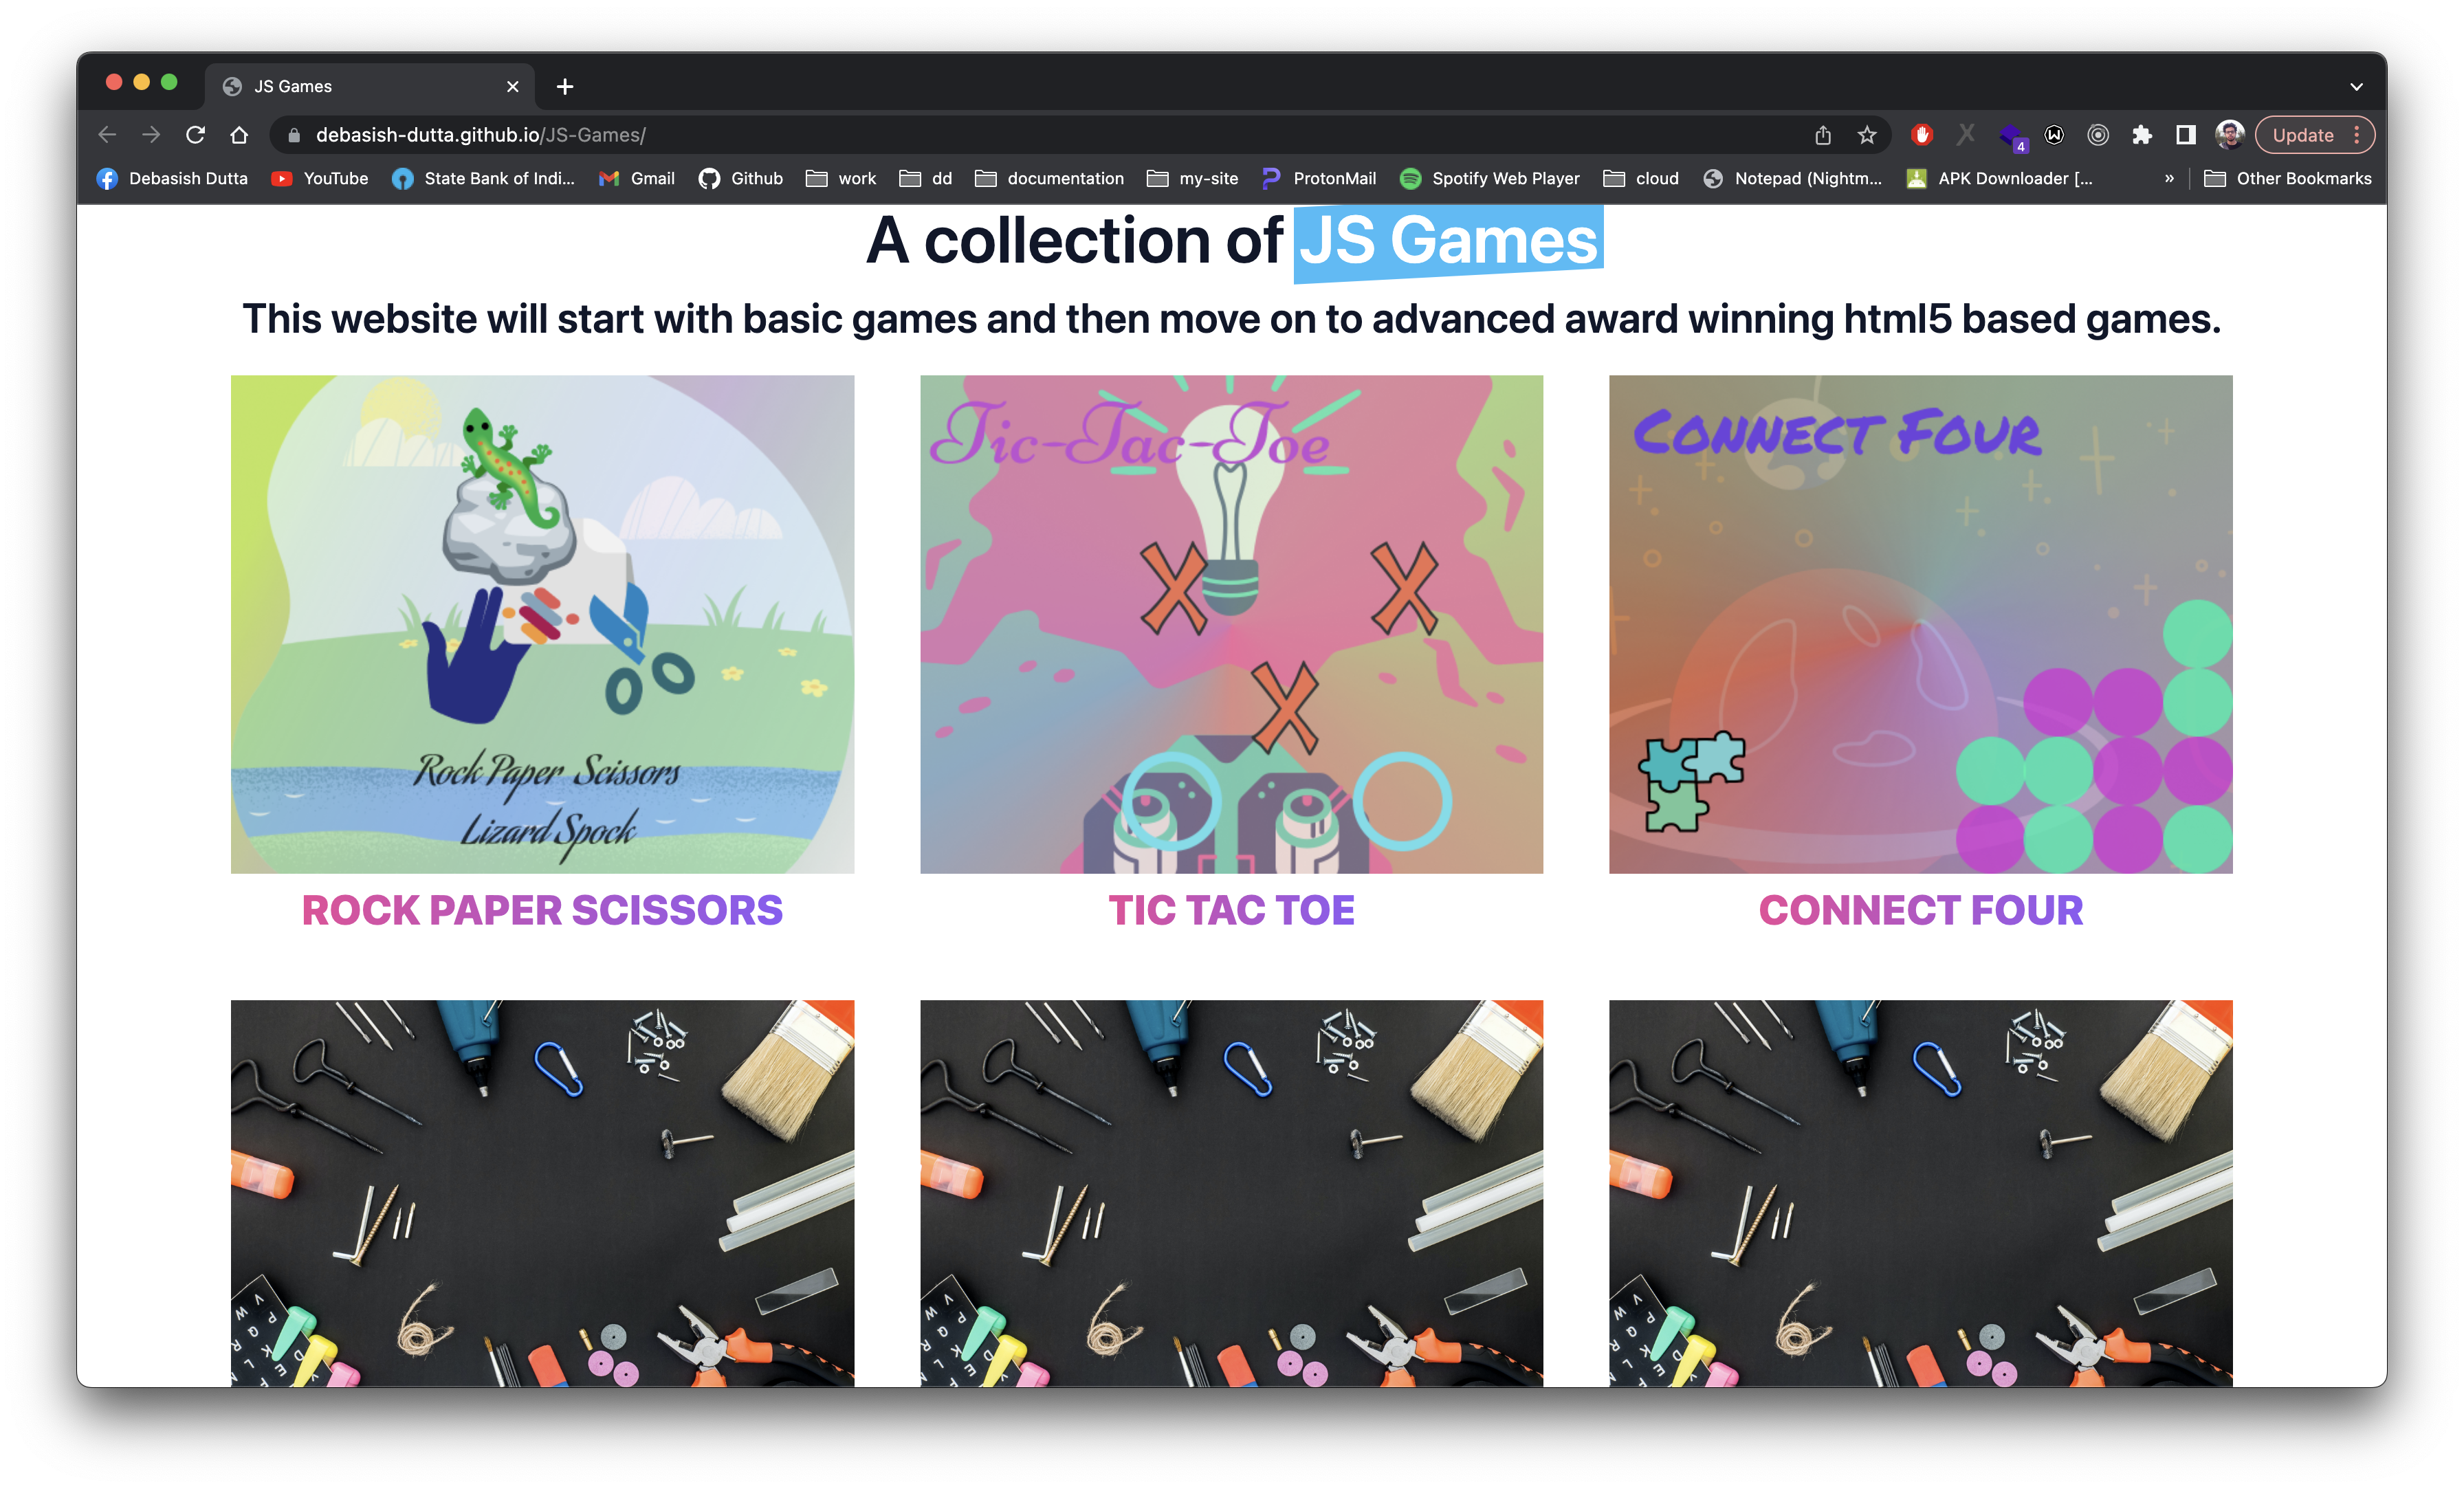 JS Games
debasish-dutta.github.io/JS-Games/
4
Update
Debasish Dutta
YouTube
State Bank of Indi...
Gmail
Github
work
dd
documentation
my-site
ProtonMail
Spotify Web Player
cloud
Notepad (Nightm...
APK Downloader [...
»
Other Bookmarks
A collection of JS Games
This website will start with basic games and then move on to advanced award winning html5 based games.
Rock Paper Scissors
Lizard Spock
Tic-Tac-Toe
X X
X
CONNECT FOUR
ROCK PAPER SCISSORS
TIC TAC TOE
CONNECT FOUR